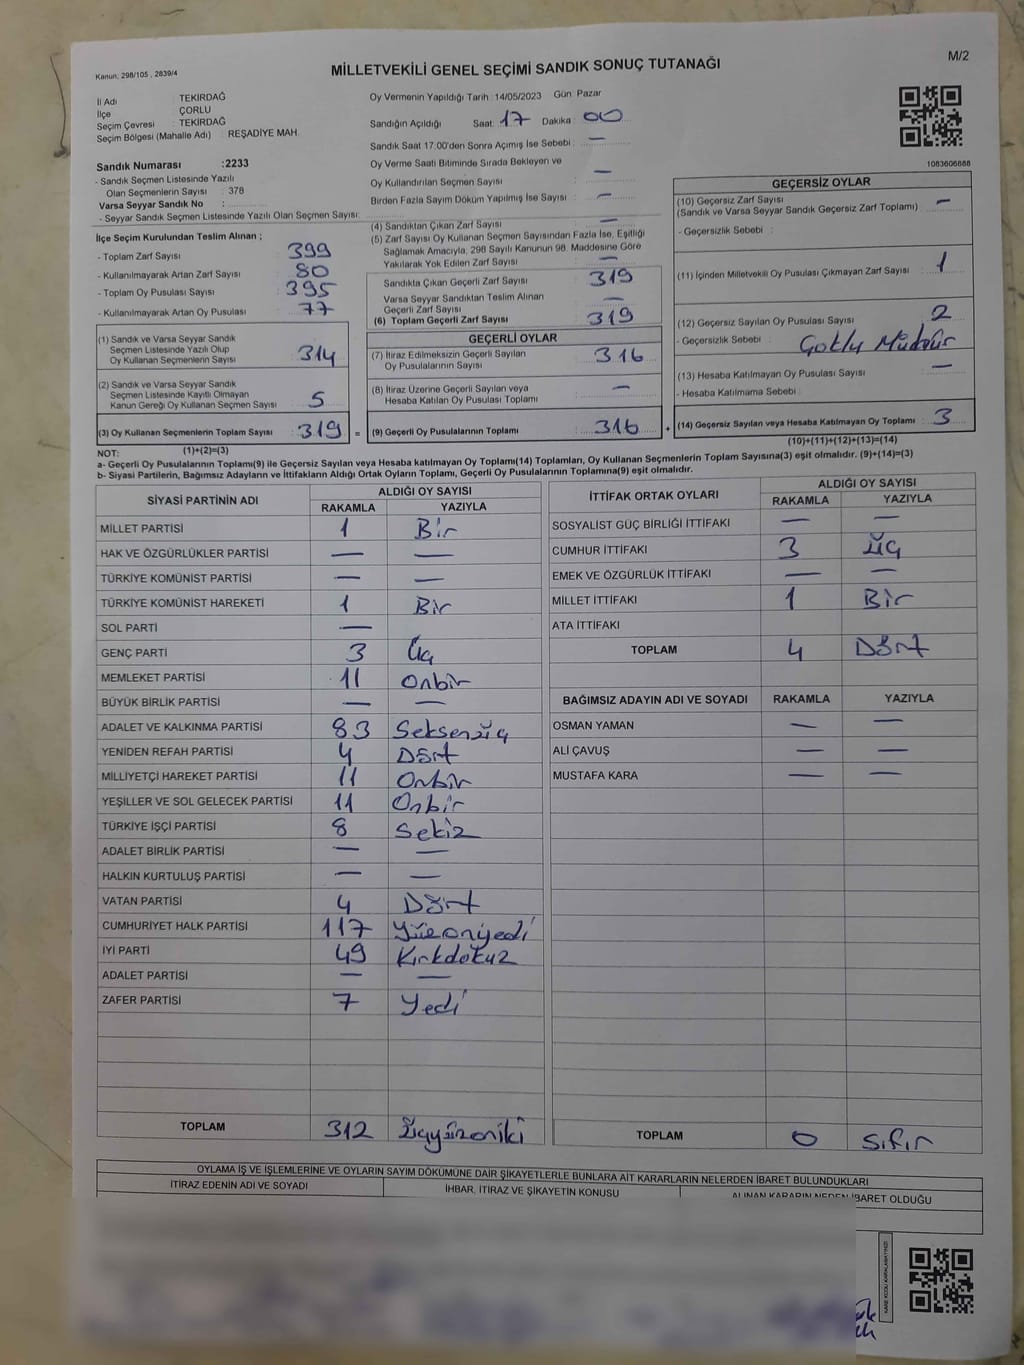 M/2
Kanun, 298/105 , 2839/4
MİLLETVEKİLİ GENEL SEÇİMİ SANDIK SONUÇ TUTANAĞI
İl Adı : TEKİRDAĞ
İlçe : ÇORLU
Seçim Çevresi : TEKİRDAĞ
Seçim Bölgesi (Mahalle Adı) : REŞADİYE MAH.
Oy Vermenin Yapıldığı Tarih : 14/05/2023 Gün: Pazar
Sandığın Açıldığı Saat: 17 Dakika : 00
Sandık Saat 17:00'den Sonra Açımış İse Sebebi : —
Sandık Numarası :2233
- Sandık Seçmen Listesinde Yazılı
Olan Seçmenlerin Sayısı : 378
Varsa Seyyar Sandık No :
- Seyyar Sandık Seçmen Listesinde Yazılı Olan Seçmen Sayısı:
Oy Verme Saati Bitiminde Sırada Bekleyen ve
Oy Kullandırılan Seçmen Sayısı : —
Birden Fazla Sayım Döküm Yapılmış İse Sayısı : —
1083606888
İlçe Seçim Kurulundan Teslim Alınan ;
- Toplam Zarf Sayısı : 399
- Kullanılmayarak Artan Zarf Sayısı : 80
- Toplam Oy Pusulası Sayısı : 395
- Kullanılmayarak Artan Oy Pusulası : 77
(4) Sandıktan Çıkan Zarf Sayısı : —
(5) Zarf Sayısı Oy Kullanan Seçmen Sayısından Fazla İse, Eşitliği
Sağlamak Amacıyla; 298 Sayılı Kanunun 98. Maddesine Göre
Yakılarak Yok Edilen Zarf Sayısı : —
Sandıkta Çıkan Geçerli Zarf Sayısı : 319
Varsa Seyyar Sandıktan Teslim Alınan
Geçerli Zarf Sayısı : —
(6) Toplam Geçerli Zarf Sayısı : 319
GEÇERSİZ OYLAR
(10) Geçersiz Zarf Sayısı : —
(Sandık ve Varsa Seyyar Sandık Geçersiz Zarf Toplamı)
- Geçersizlik Sebebi :
(11) İçinden Milletvekili Oy Pusulası Çıkmayan Zarf Sayısı : 1
(12) Geçersiz Sayılan Oy Pusulası Sayısı : 2
- Geçersizlik Sebebi : Çoklu Mühür
(13) Hesaba Katılmayan Oy Pusulası Sayısı : —
- Hesaba Katılmama Sebebi :
(1) Sandık ve Varsa Seyyar Sandık
Seçmen Listesinde Yazılı Olup
Oy Kullanan Seçmenlerin Sayısı : 314
(2) Sandık ve Varsa Seyyar Sandık
Seçmen Listesinde Kayıtlı Olmayan
Kanun Gereği Oy Kullanan Seçmen Sayısı : 5
GEÇERLİ OYLAR
(7) İtiraz Edilmeksizin Geçerli Sayılan
Oy Pusulalarının Sayısı : 316
(8) İtiraz Üzerine Geçerli Sayılan veya
Hesaba Katılan Oy Pusulası Toplamı : —
(3) Oy Kullanan Seçmenlerin Toplam Sayısı : 319 = (9) Geçerli Oy Pusulalarının Toplamı : 316 + (14) Geçersiz Sayılan veya Hesaba Katılmayan Oy Toplamı : 3
NOT: (1)+(2)=(3) (10)+(11)+(12)+(13)=(14)
a- Geçerli Oy Pusulalarının Toplamı(9) ile Geçersiz Sayılan veya Hesaba katılmayan Oy Toplamı(14) Toplamları, Oy Kullanan Seçmenlerin Toplam Sayısına(3) eşit olmalıdır. (9)+(14)=(3)
b- Siyasi Partilerin, Bağımsız Adayların ve İttifakların Aldığı Ortak Oyların Toplamı, Geçerli Oy Pusulalarının Toplamına(9) eşit olmalıdır.
SİYASİ PARTİNİN ADI ALDIĞI OY SAYISI
RAKAMLA YAZIYLA
MİLLET PARTİSİ 1 Bir
HAK VE ÖZGÜRLÜKLER PARTİSİ — —
TÜRKİYE KOMÜNİST PARTİSİ — —
TÜRKİYE KOMÜNİST HAREKETİ 1 Bir
SOL PARTİ —
GENÇ PARTİ 3 Üç
MEMLEKET PARTİSİ 11 Onbir
BÜYÜK BİRLİK PARTİSİ — —
ADALET VE KALKINMA PARTİSİ 83 Seksenüç
YENİDEN REFAH PARTİSİ 4 Dört
MİLLİYETÇİ HAREKET PARTİSİ 11 Onbir
YEŞİLLER VE SOL GELECEK PARTİSİ 11 Onbir
TÜRKİYE İŞÇİ PARTİSİ 8 Sekiz
ADALET BİRLİK PARTİSİ — —
HALKIN KURTULUŞ PARTİSİ — —
VATAN PARTİSİ 4 Dört
CUMHURİYET HALK PARTİSİ 117 Yüzonyedi
İYİ PARTİ 49 Kırkdokuz
ADALET PARTİSİ — —
ZAFER PARTİSİ 7 Yedi
TOPLAM 312 Üçyüzoniki
İTTİFAK ORTAK OYLARI ALDIĞI OY SAYISI
RAKAMLA YAZIYLA
SOSYALİST GÜÇ BİRLİĞİ İTTİFAKI — —
CUMHUR İTTİFAKI 3 Üç
EMEK VE ÖZGÜRLÜK İTTİFAKI — —
MİLLET İTTİFAKI 1 Bir
ATA İTTİFAKI
TOPLAM 4 Dört
BAĞIMSIZ ADAYIN ADI VE SOYADI RAKAMLA YAZIYLA
OSMAN YAMAN — —
ALİ ÇAVUŞ — —
MUSTAFA KARA — —
TOPLAM 0 Sıfır
OYLAMA İŞ VE İŞLEMLERİNE VE OYLARIN SAYIM DÖKÜMÜNE DAİR ŞİKAYETLERLE BUNLARA AİT KARARLARIN NELERDEN İBARET BULUNDUKLARI
İTİRAZ EDENİN ADI VE SOYADI İHBAR, İTİRAZ VE ŞİKAYETİN KONUSU ALINAN KARARIN NEDEN İBARET OLDUĞU